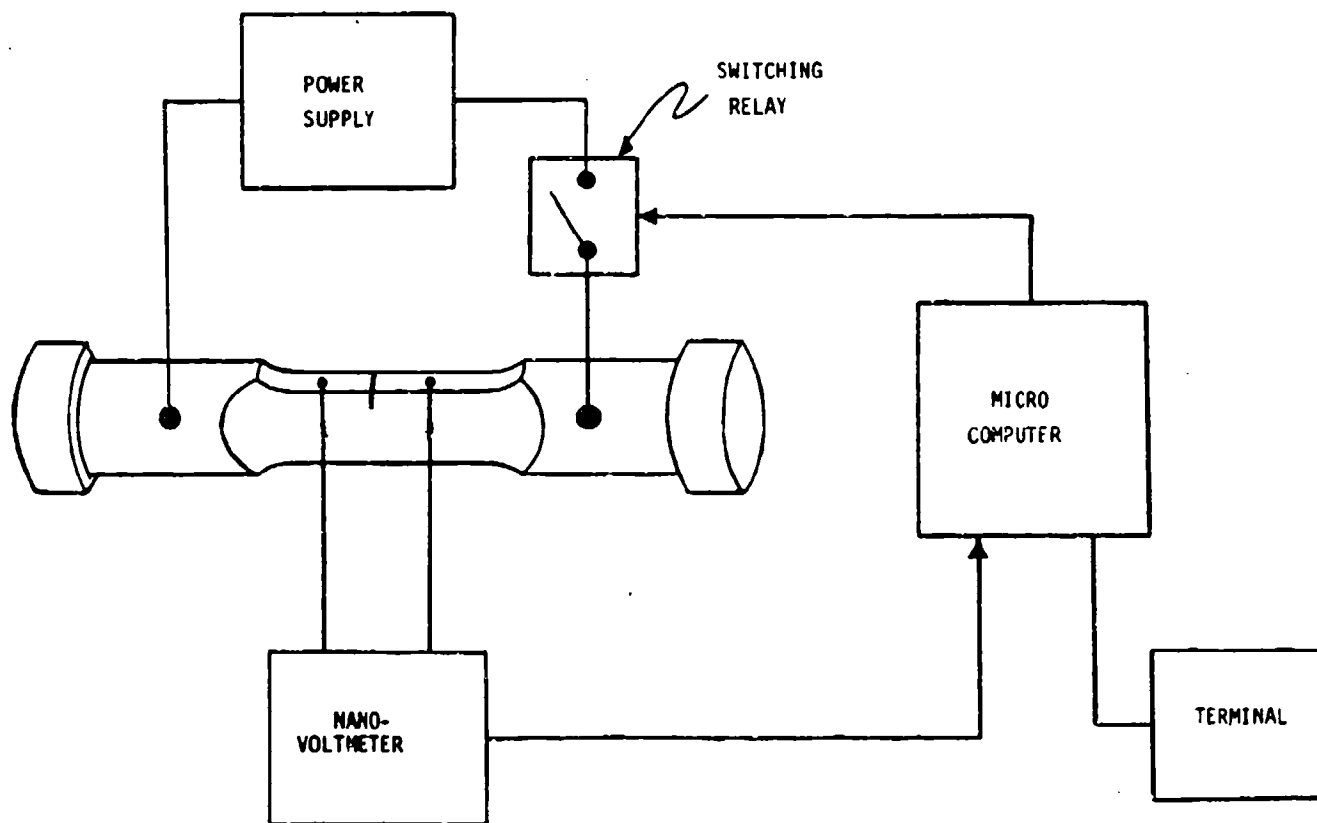 POWER
SUPPLY
SWITCHING
RELAY
MICRO
COMPUTER
NANO-
VOLTMETER
TERMINAL